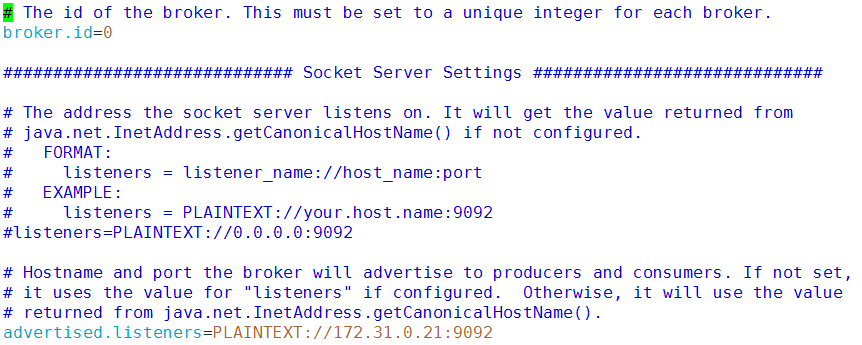 # The id of the broker. This must be set to a unique integer for each broker.
broker.id=0
############################# Socket Server Settings #############################
# The address the socket server listens on. It will get the value returned from
# java.net.InetAddress.getCanonicalHostName() if not configured.
#   FORMAT:
#     listeners = listener_name://host_name:port
#   EXAMPLE:
#     listeners = PLAINTEXT://your.host.name:9092
#listeners=PLAINTEXT://0.0.0.0:9092
# Hostname and port the broker will advertise to producers and consumers. If not set,
# it uses the value for "listeners" if configured.  Otherwise, it will use the value
# returned from java.net.InetAddress.getCanonicalHostName().
advertised.listeners=PLAINTEXT://172.31.0.21:9092